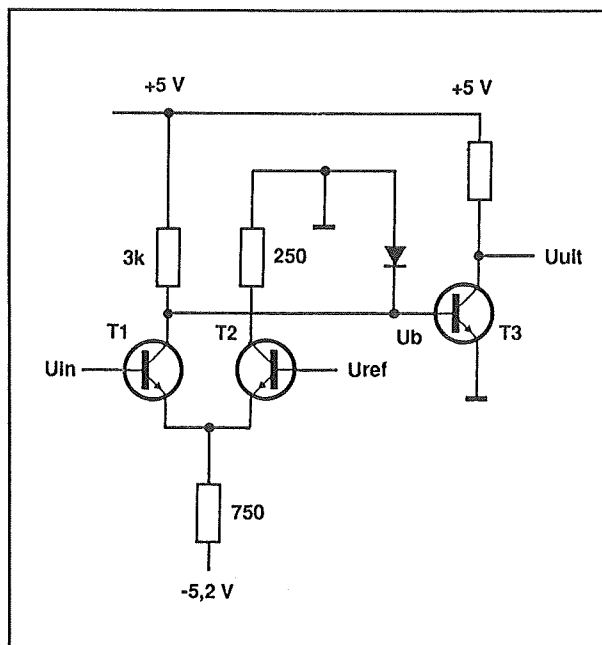 +5 V +5 V
3k 250
Uuit
T1 T2 Ub T3
Uin Uref
750
-5,2 V